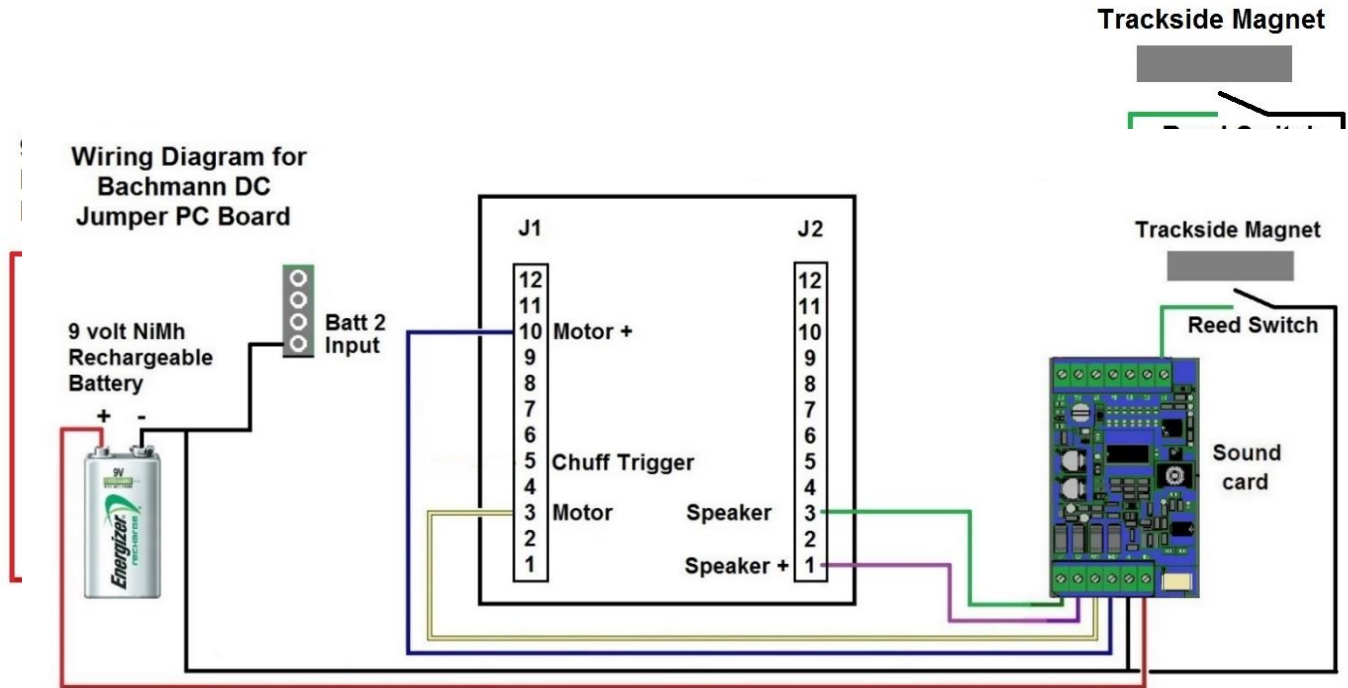 Trackside Magnet
Wiring Diagram for
Bachmann DC
Jumper PC Board
J1
J2
Trackside Magnet
12
11
10 Motor +
9
8
7
6
5 Chuff Trigger
4
3 Motor
2
1
12
11
10
9
8
7
6
5
4
Speaker 3
2
Speaker + 1
Batt 2
Input
9 volt NiMh
Rechargeable
Battery
+ -
9V
Energizer
RECHARGE
Reed Switch
Sound
card